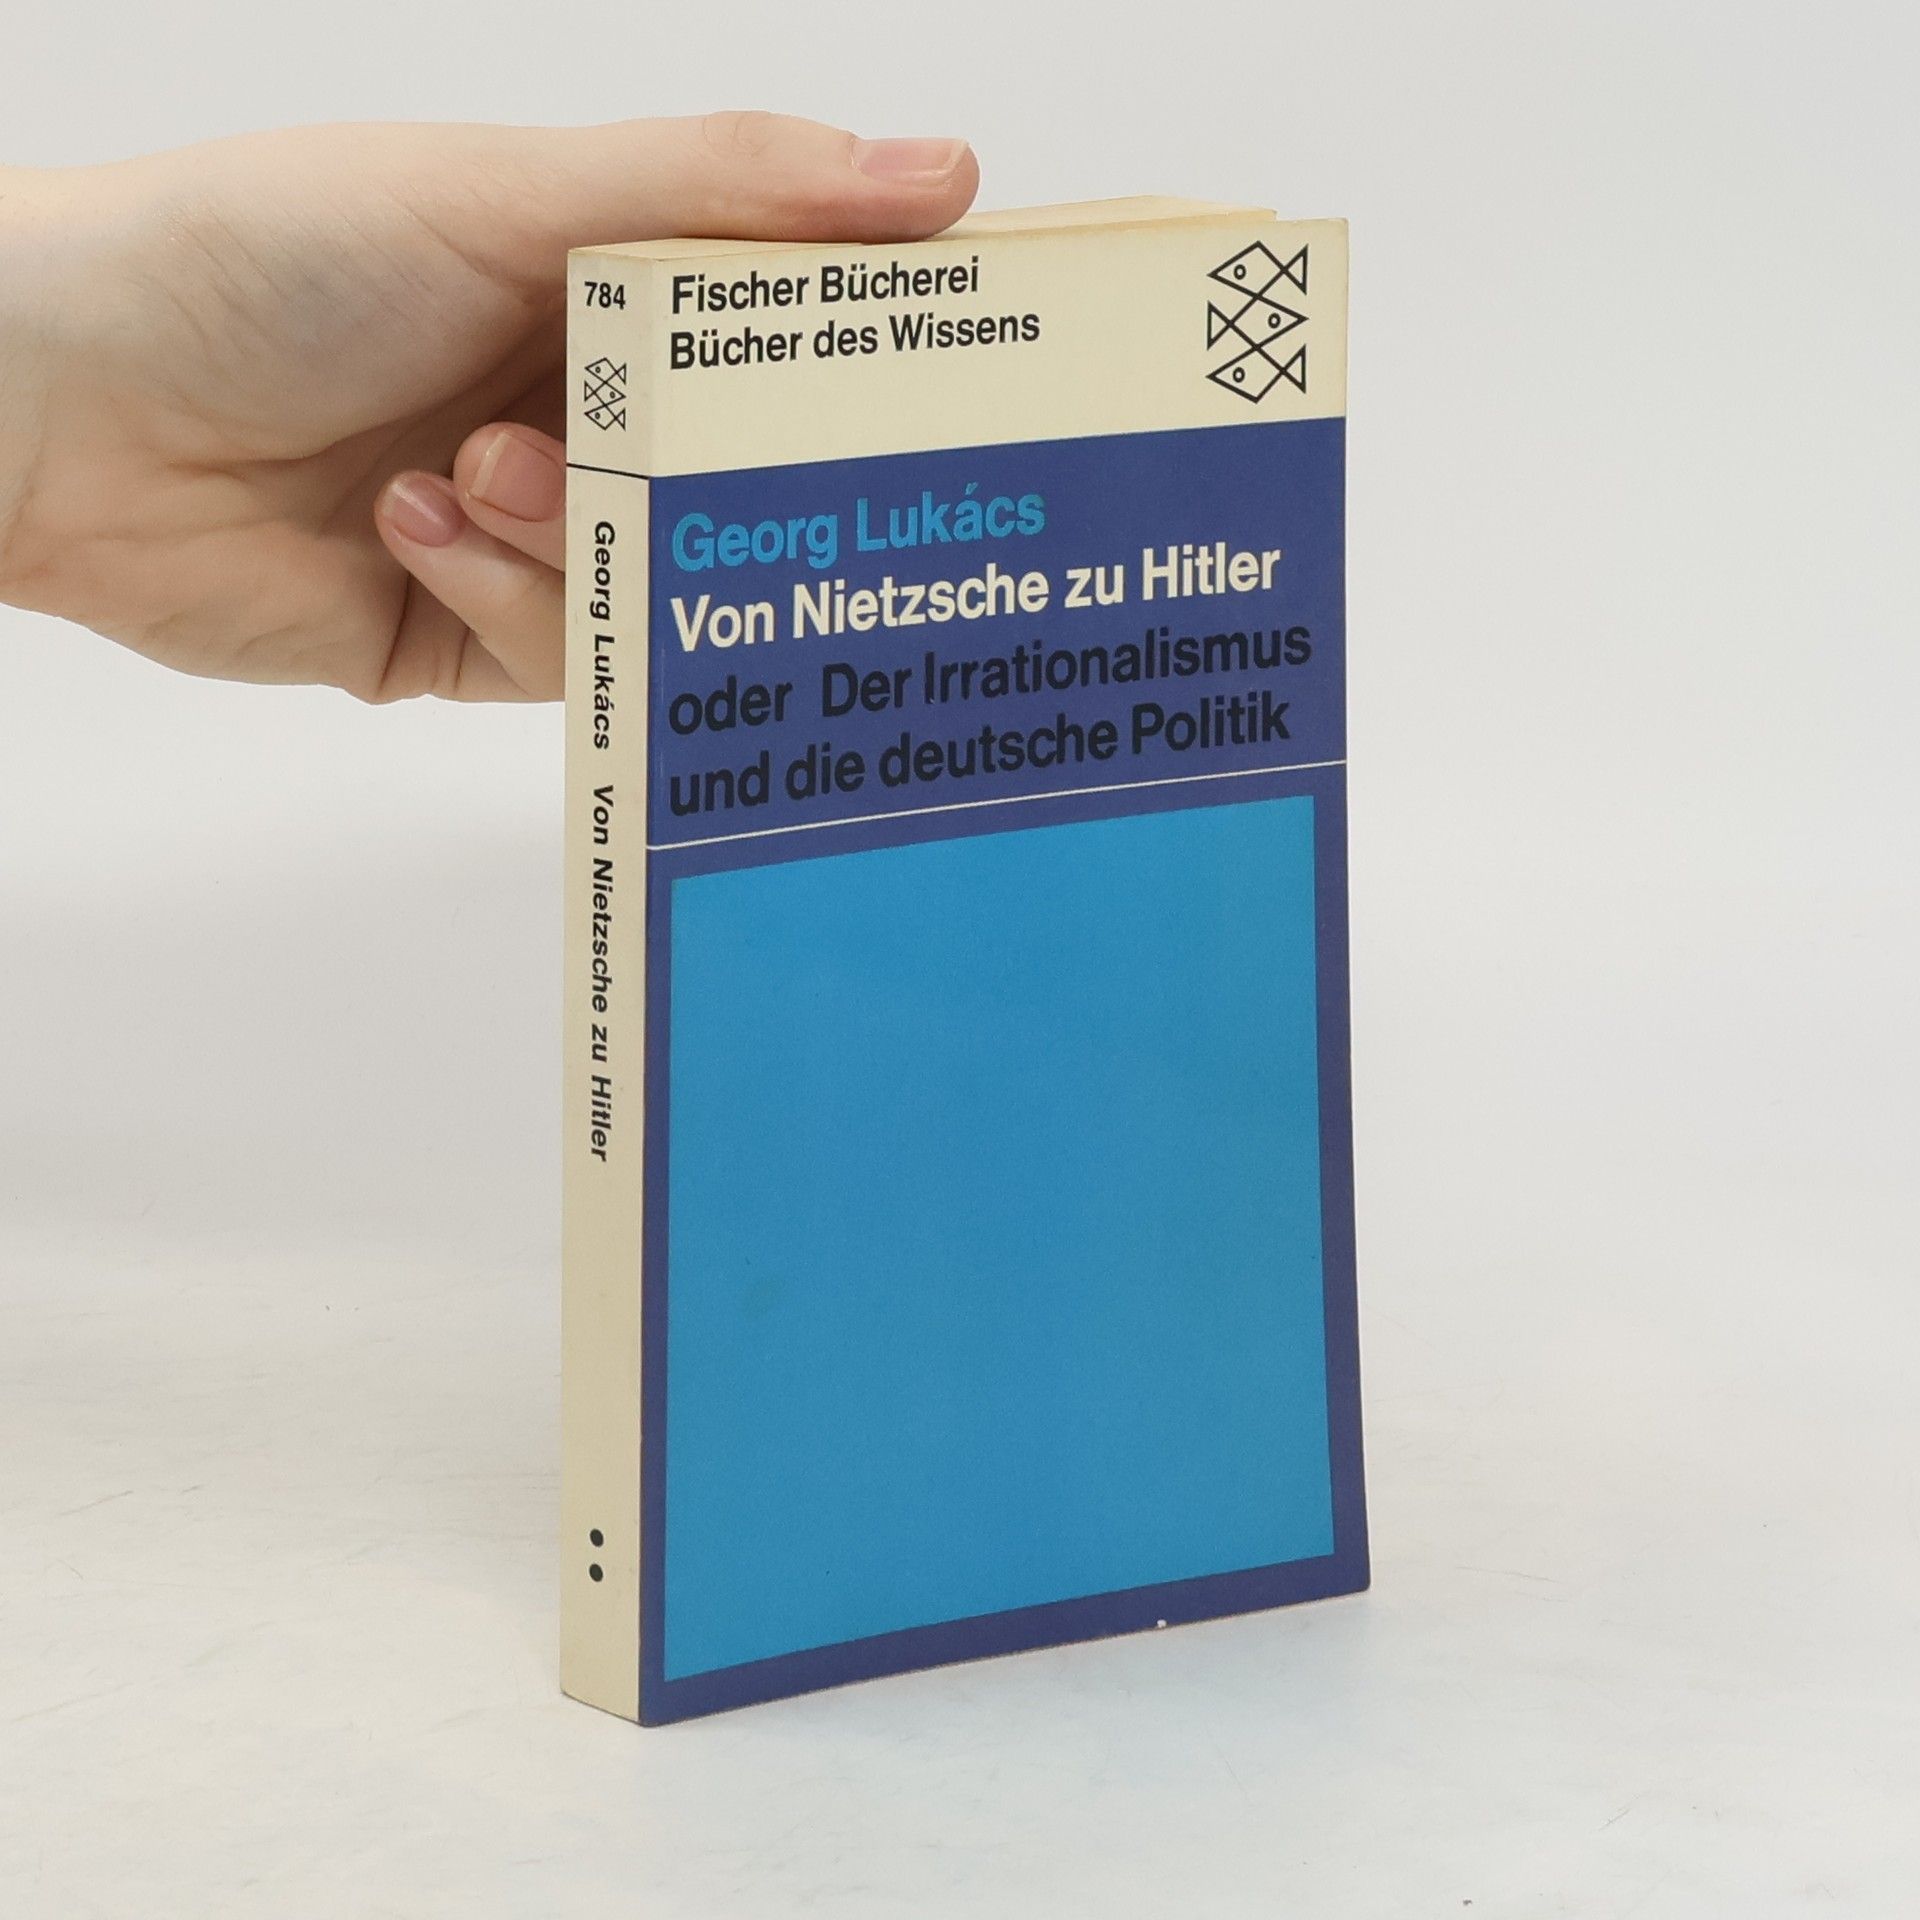 784
Georg Lukács Von Nietzsche zu Hitler
Fischer Bücherei
Bücher des Wissens
Georg Lukács
Von Nietzsche zu Hitler
oder Der Irrationalismus
und die deutsche Politik